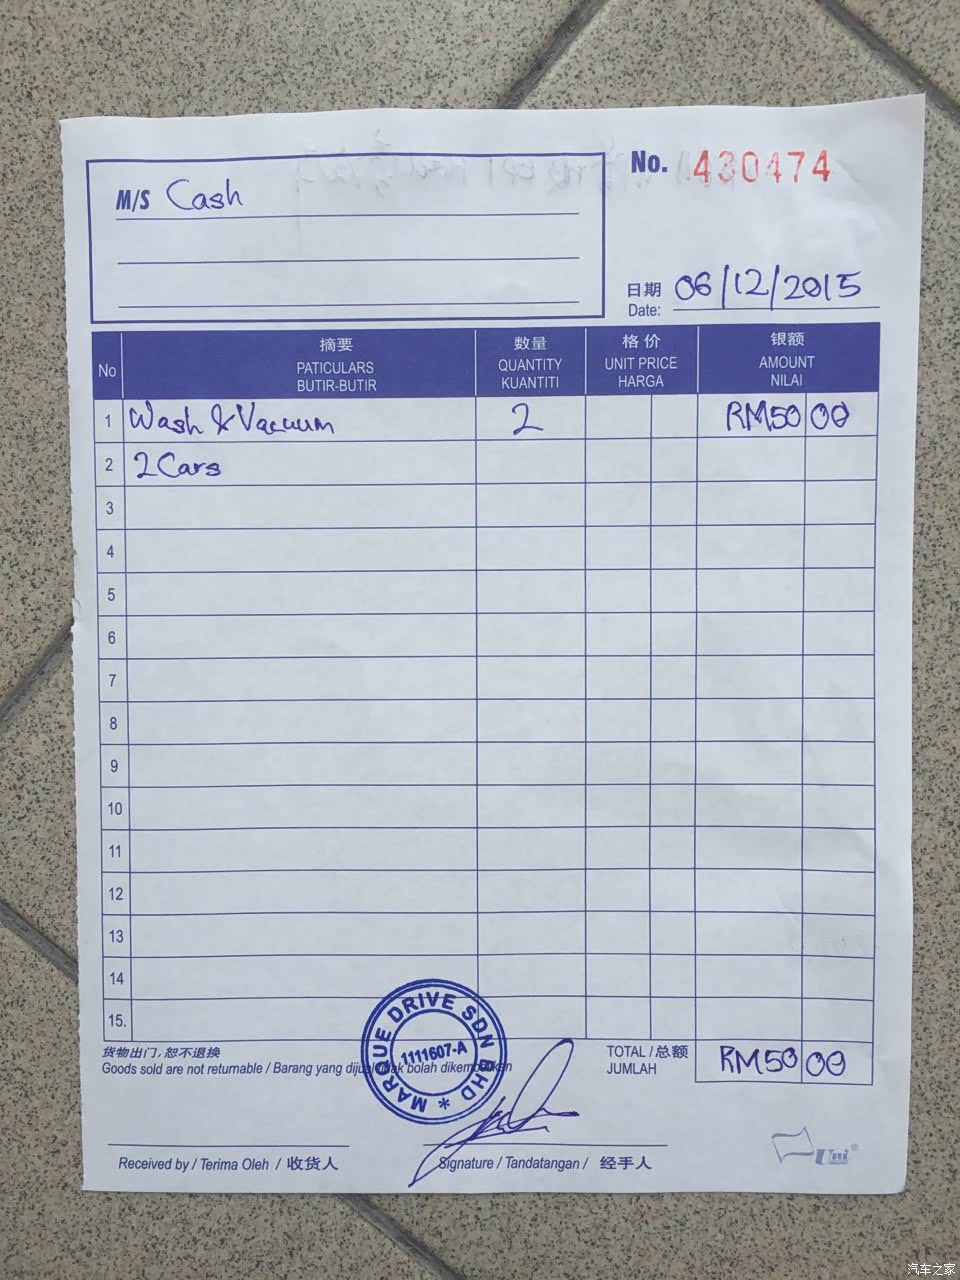 No. 430474
M/S Cash
日期
Date: 06/12/2015
No
摘要
PATICULARS
BUTIR-BUTIR
数量
QUANTITY
KUANTITI
格价
UNIT PRICE
HARGA
银额
AMOUNT
NILAI
1 Wash & Vacuum 2 RM50 00
2 2 Cars
3
4
5
6
7
8
9
10
11
12
13
14
15.
货物出门,恕不退换
Goods sold are not returnable / Barang yang dijual tidak bolah dikembalikan
MARQUE DRIVE SDN BHD *
1111607-A
TOTAL / 总额
JUMLAH
RM50 00
Received by / Terima Oleh / 收货人
Signature / Tandatangan / 经手人
Uni
汽车之家